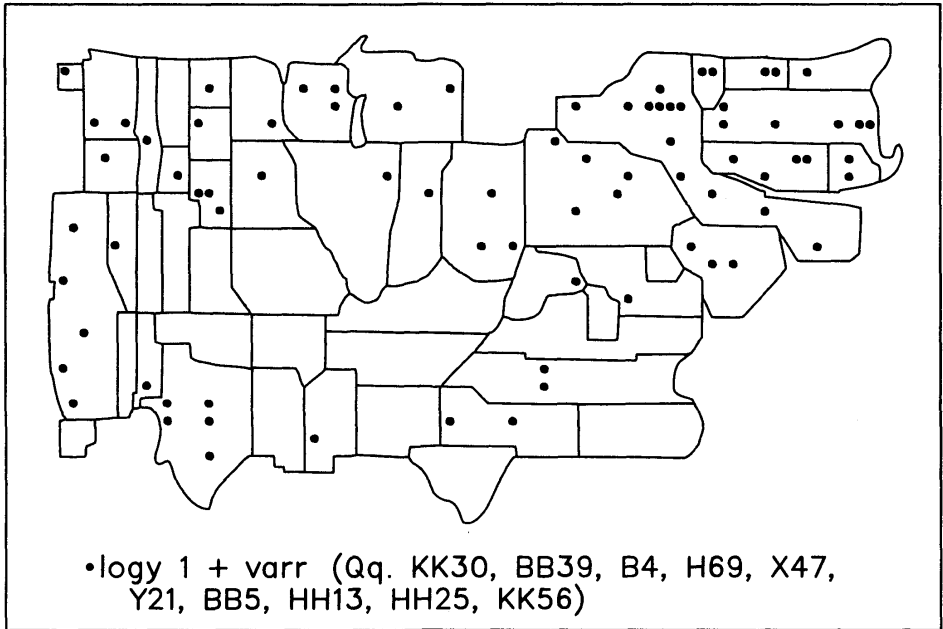 •logy 1 + varr (Qq. KK30, BB39, B4, H69, X47,
Y21, BB5, HH13, HH25, KK56)